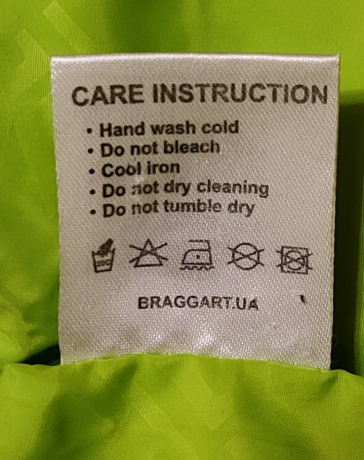 CARE INSTRUCTION
• Hand wash cold
• Do not bleach
• Cool iron
• Do not dry cleaning
• Do not tumble dry
BRAGGART.UA